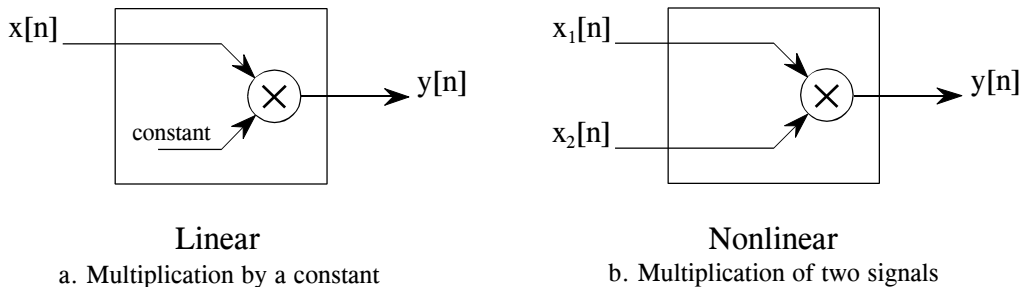 x[n]
y[n]
constant
Linear
a. Multiplication by a constant
x₁[n]
x₂[n]
y[n]
Nonlinear
b. Multiplication of two signals